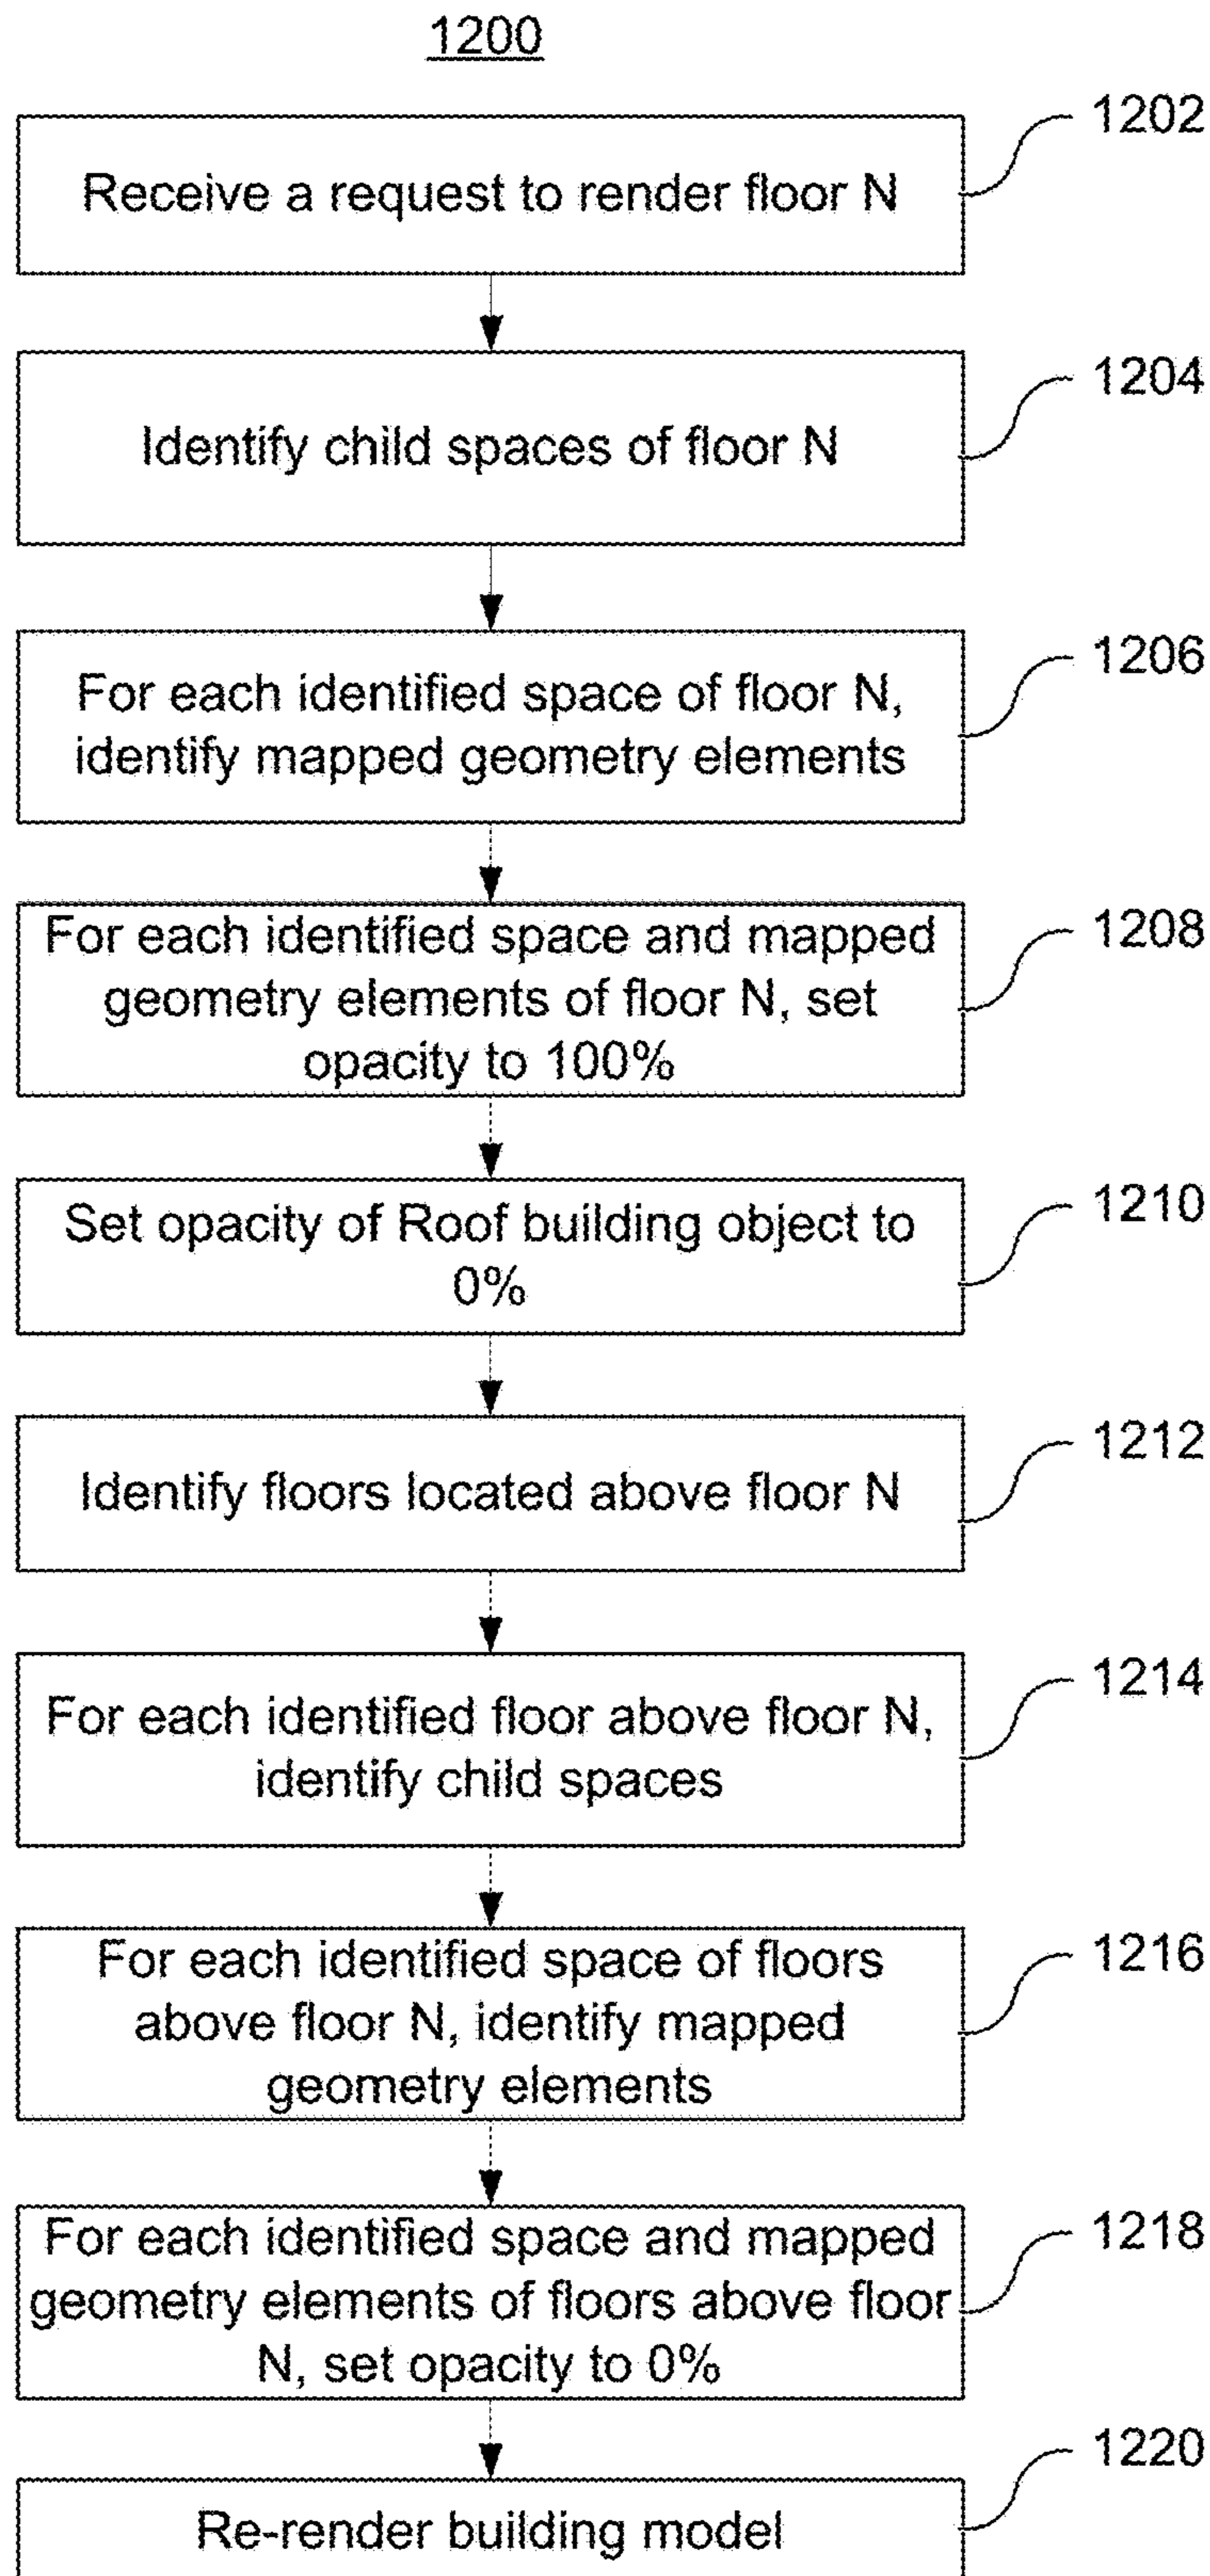 1200
Receive a request to render floor N
1202
Identify child spaces of floor N
1204
For each identified space of floor N,
identify mapped geometry elements
1206
For each identified space and mapped
geometry elements of floor N, set
opacity to 100%
1208
Set opacity of Roof building object to
0%
1210
Identify floors located above floor N
1212
For each identified floor above floor N,
identify child spaces
1214
For each identified space of floors
above floor N, identify mapped
geometry elements
1216
For each identified space and mapped
geometry elements of floors above floor
N, set opacity to 0%
1218
Re-render building model
1220